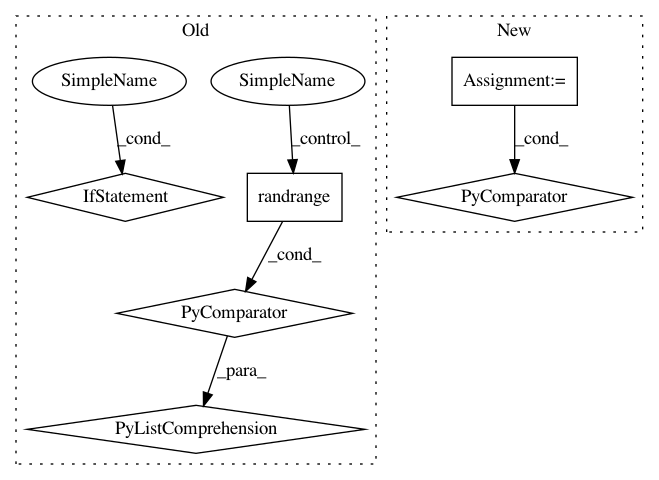 Old
New
SimpleName
SimpleName
Assignment:=
_cond_
_control_
_cond_
IfStatement
randrange
PyComparator
_cond_
PyComparator
_para_
PyListComprehension